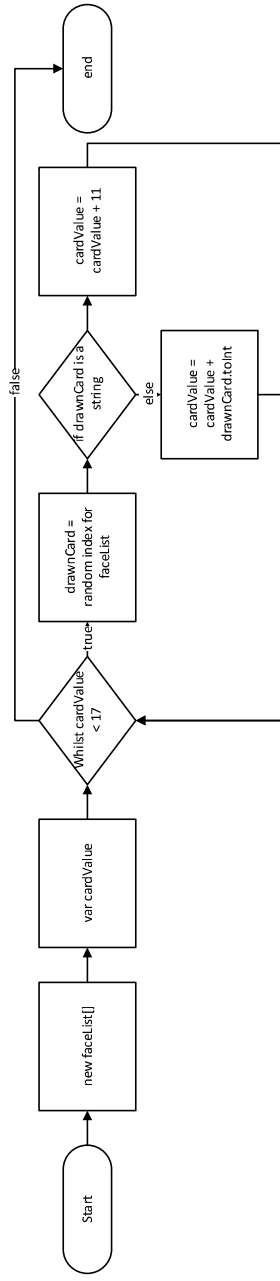 Start
new faceList[]
var cardValue
Whilst cardValue
< 17
true
false
drawnCard =
random index for
faceList
if drawnCard is a
string
else
cardValue =
cardValue + 11
cardValue =
cardValue +
drawnCard.toInt
end